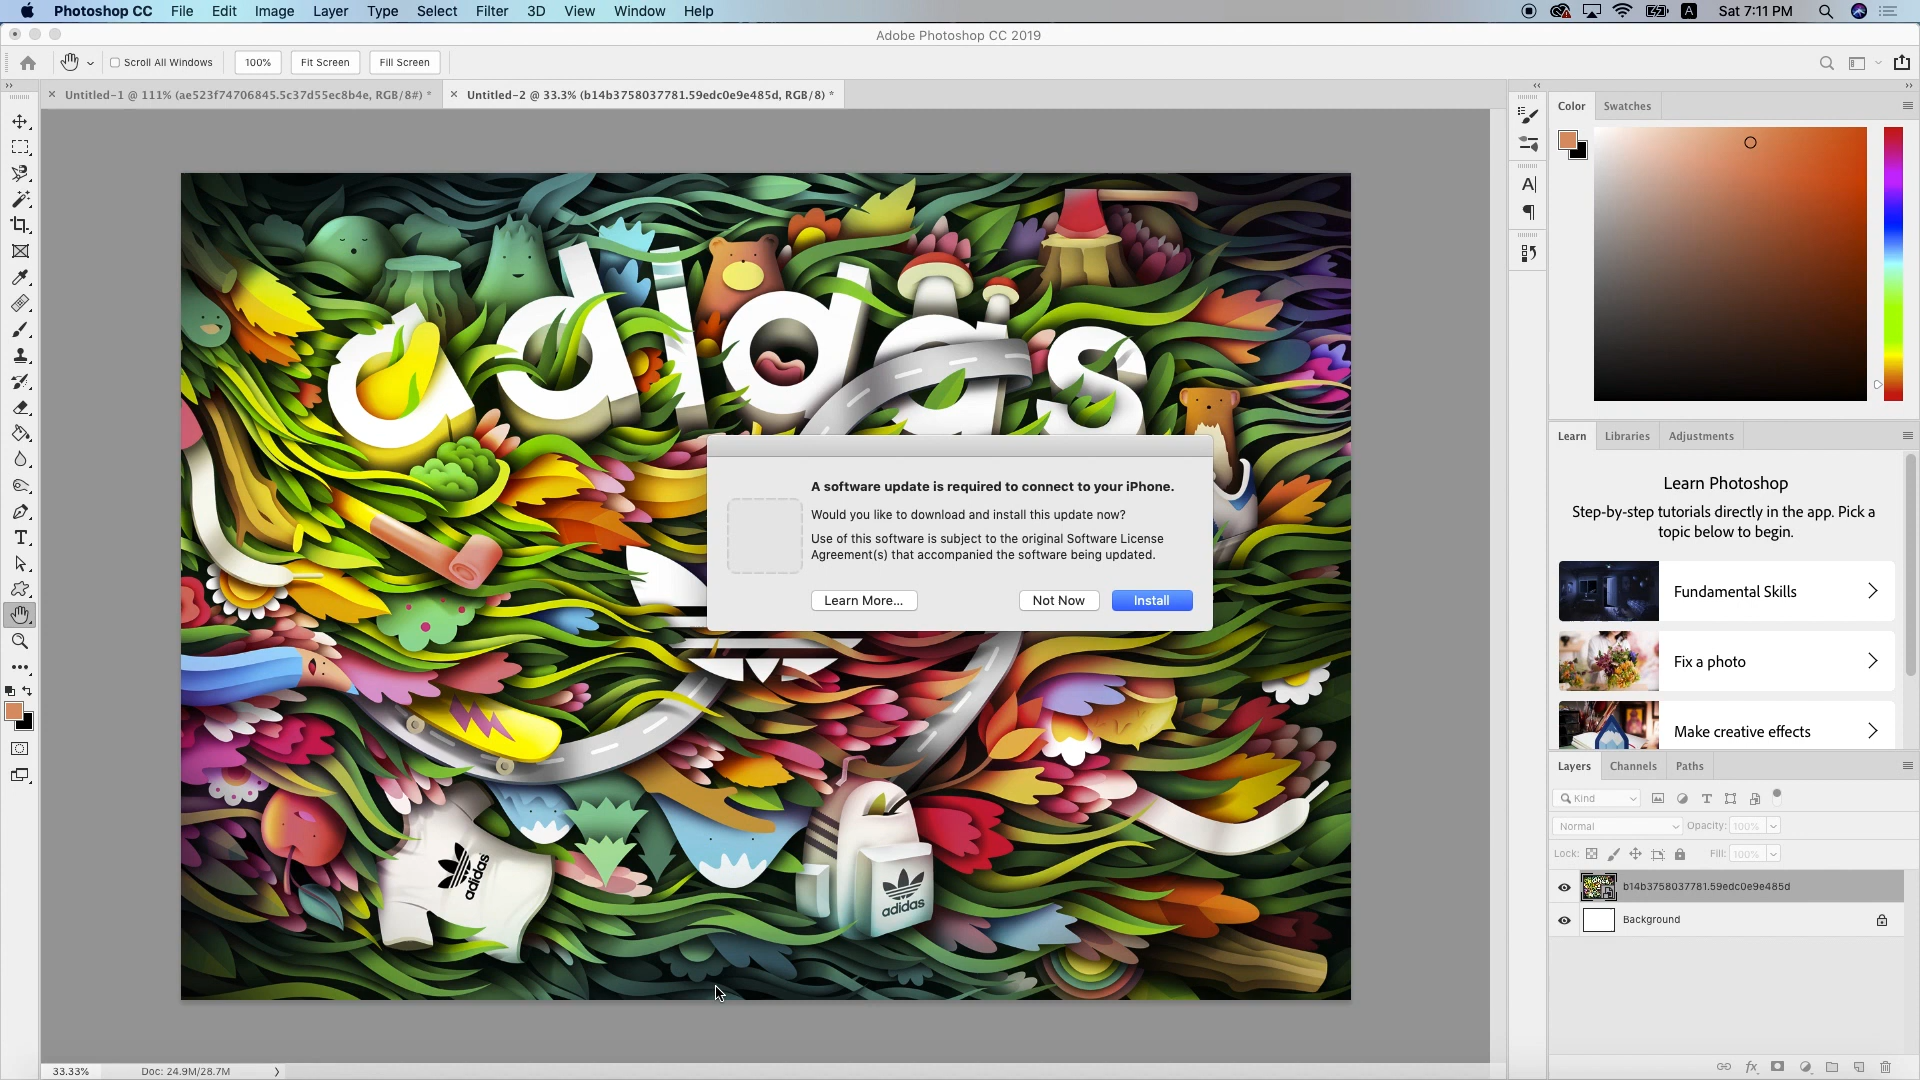 Photoshop CC File Edit Image Layer Type Select Filter 3D View Window Help
A Sat 7:11 PM
Adobe Photoshop CC 2019
Scroll All Windows 100% Fit Screen Fill Screen
× Untitled-1 @ 111% (ae523f74706845.5c37d55ec8b4e, RGB/8#) *
× Untitled-2 @ 33.3% (b14b3758037781.59edc0e9e485d, RGB/8) *
Color Swatches
adidas
A software update is required to connect to your iPhone.
Would you like to download and install this update now?
Use of this software is subject to the original Software License
Agreement(s) that accompanied the software being updated.
Learn More... Not Now Install
adidas
adidas
Learn Libraries Adjustments
Learn Photoshop
Step-by-step tutorials directly in the app. Pick a
topic below to begin.
Fundamental Skills
Fix a photo
Make creative effects
Layers Channels Paths
Kind
Normal Opacity: 100%
Lock: Fill: 100%
b14b3758037781.59edc0e9e485d
Background
fx
33.33% Doc: 24.9M/28.7M